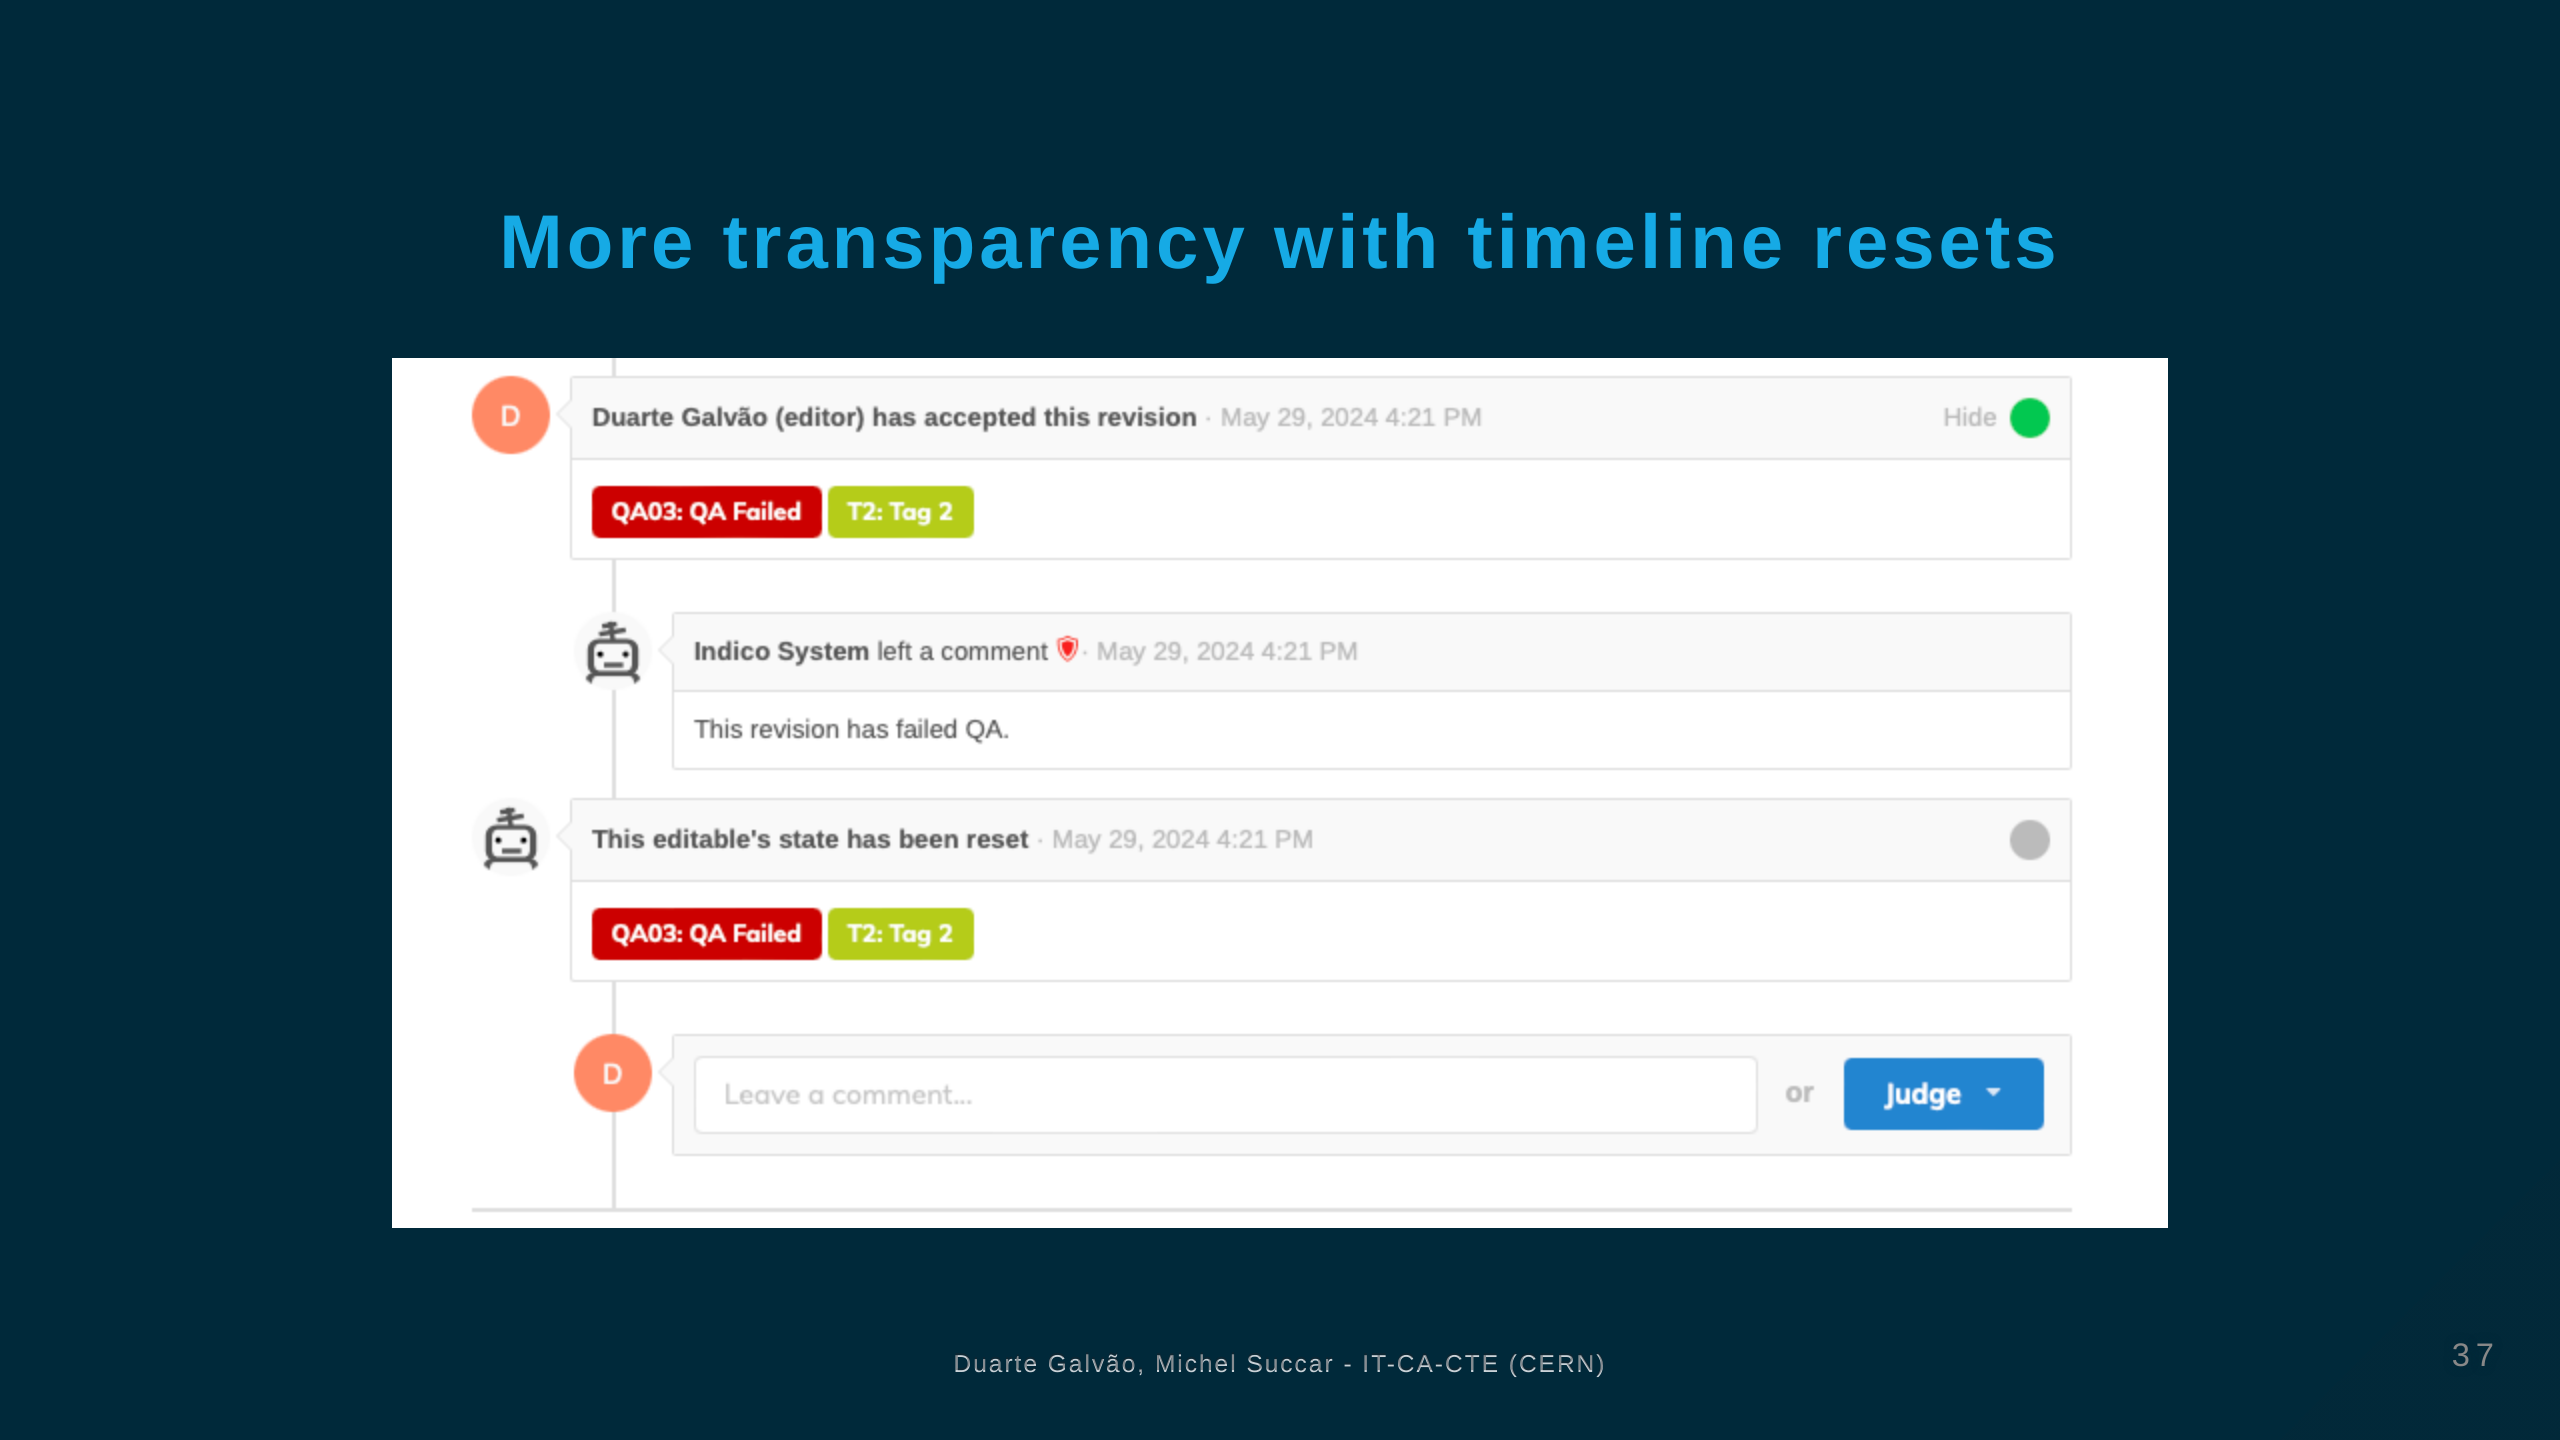 More transparency with timeline resets
D
Duarte Galvão (editor) has accepted this revision · May 29, 2024 4:21 PM Hide
QA03: QA Failed T2: Tag 2
Indico System left a comment · May 29, 2024 4:21 PM
This revision has failed QA.
This editable's state has been reset · May 29, 2024 4:21 PM
QA03: QA Failed T2: Tag 2
D
Leave a comment... or Judge
Duarte Galvão, Michel Succar - IT-CA-CTE (CERN)
37